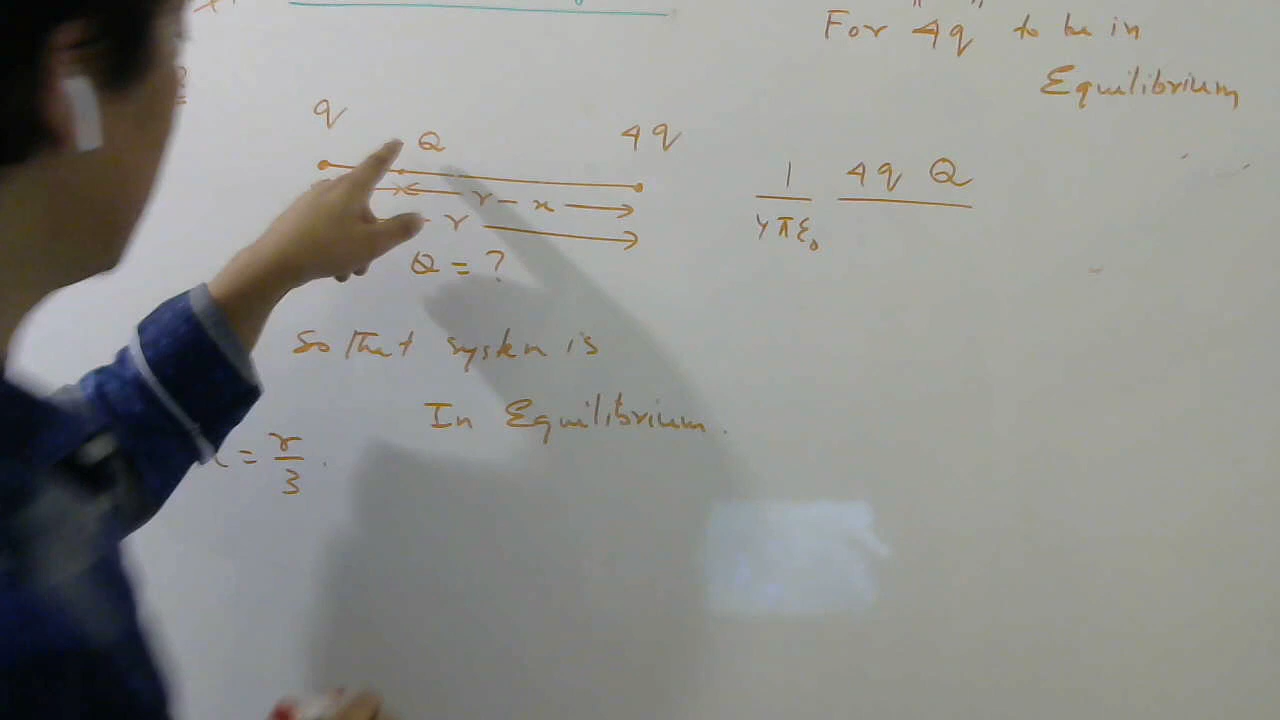 For "4q" to be in
Equilibrium
q
Q
4q
r - x
r
Q = ?
So that system is
In Equilibrium.
= r/3.
1/4πε₀ 4q Q